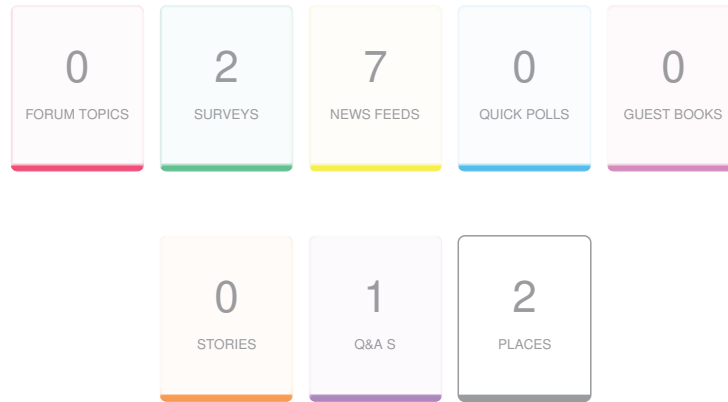 0 2 7 0 0
FORUM TOPICS SURVEYS NEWS FEEDS QUICK POLLS GUEST BOOKS
0 1 2
STORIES Q&A S PLACES